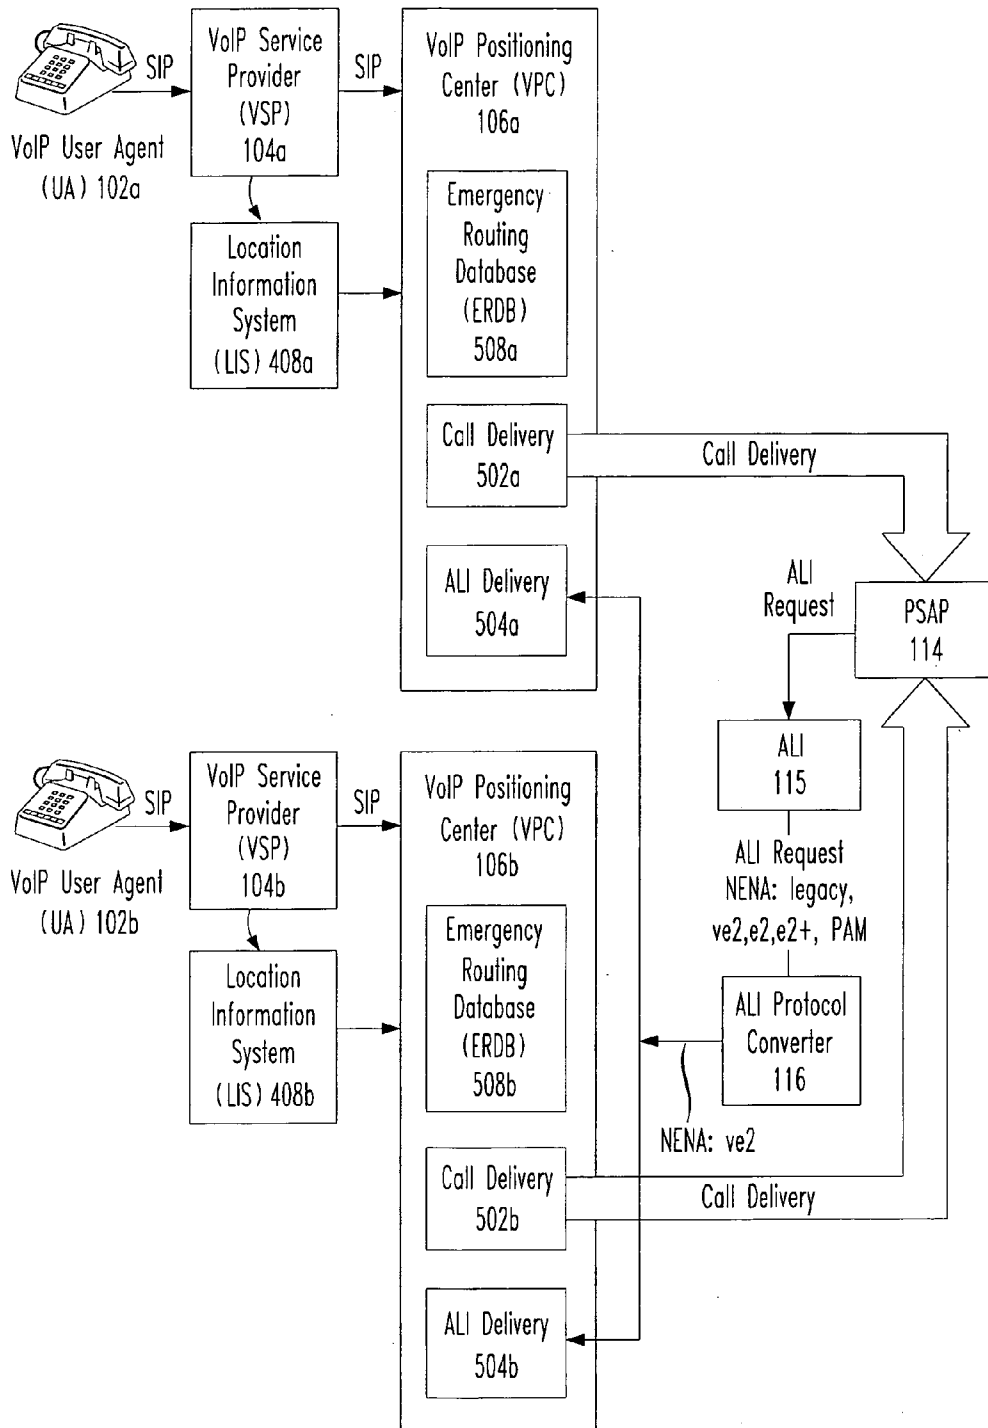 SIP
VoIP User Agent
(UA) 102a
VoIP Service
Provider
(VSP)
104a
SIP
Location
Information
System
(LIS) 408a
VoIP Positioning
Center (VPC)
106a
Emergency
Routing
Database
(ERDB)
508a
Call Delivery
502a
Call Delivery
ALI Delivery
504a
ALI
Request
PSAP
114
ALI
115
ALI Request
NENA: legacy,
ve2,e2,e2+, PAM
ALI Protocol
Converter
116
NENA: ve2
SIP
VoIP User Agent
(UA) 102b
VoIP Service
Provider
(VSP)
104b
SIP
Location
Information
System
(LIS) 408b
VoIP Positioning
Center (VPC)
106b
Emergency
Routing
Database
(ERDB)
508b
Call Delivery
502b
Call Delivery
ALI Delivery
504b